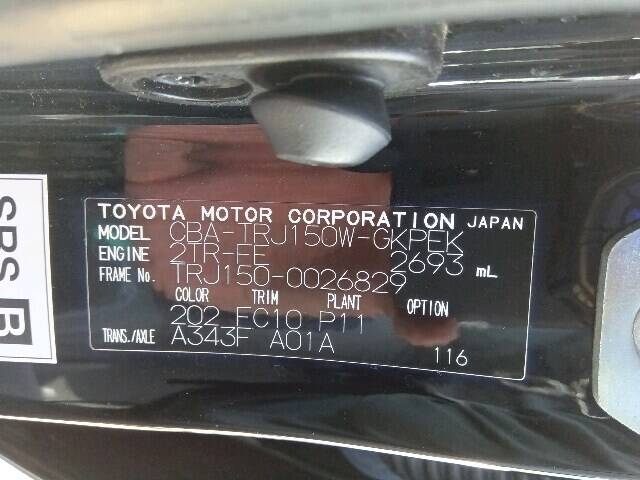 TOYOTA MOTOR CORPORATION JAPAN
MODEL CBA-TRJ150W-GKPEK
ENGINE 2TR-FE 2693 mL
FRAME No. TRJ150-0026829
COLOR TRIM PLANT OPTION
202 FC10 P11
TRANS./AXLE A343F A01A 116
SRS B